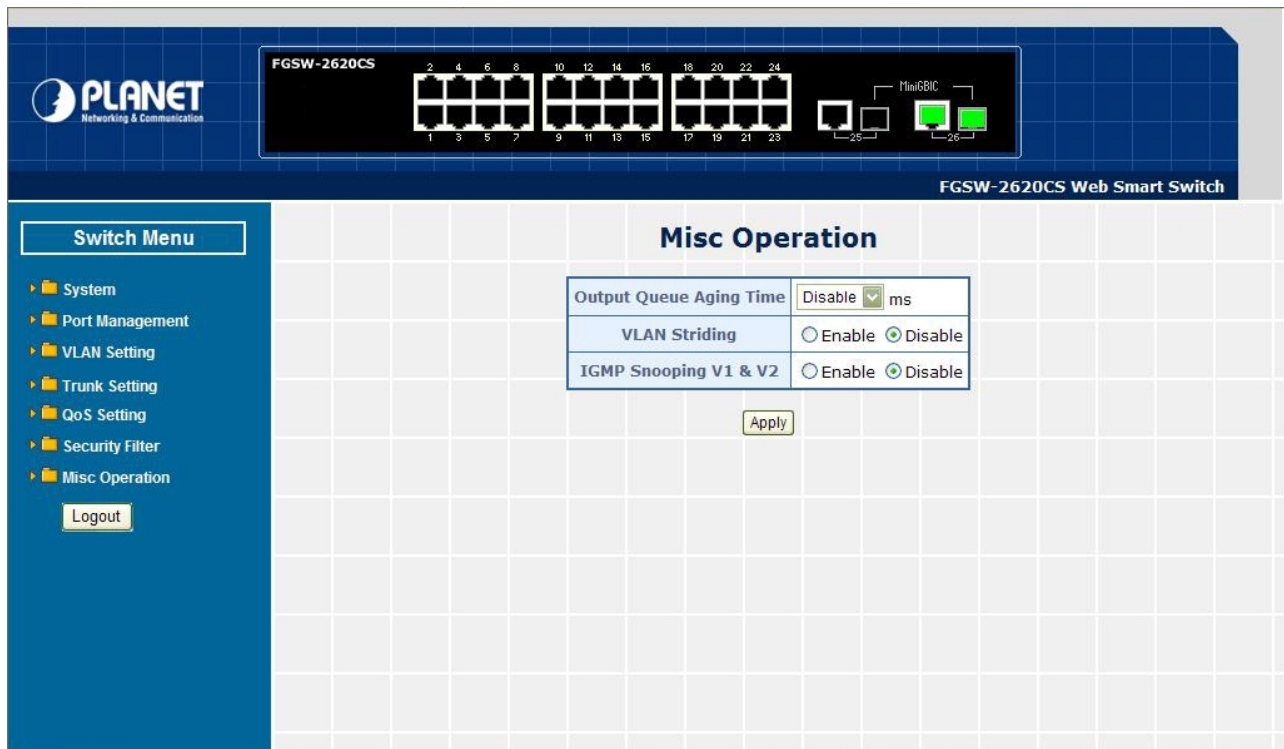 PLANET
Networking & Communication
FGSW-2620CS
2 4 6 8 10 12 14 16 18 20 22 24
MiniGBIC
1 3 5 7 9 11 13 15 17 19 21 23 25 26
FGSW-2620CS Web Smart Switch
Switch Menu
System
Port Management
VLAN Setting
Trunk Setting
QoS Setting
Security Filter
Misc Operation
Logout
Misc Operation
Output Queue Aging Time Disable ms
VLAN Striding Enable Disable
IGMP Snooping V1 & V2 Enable Disable
Apply